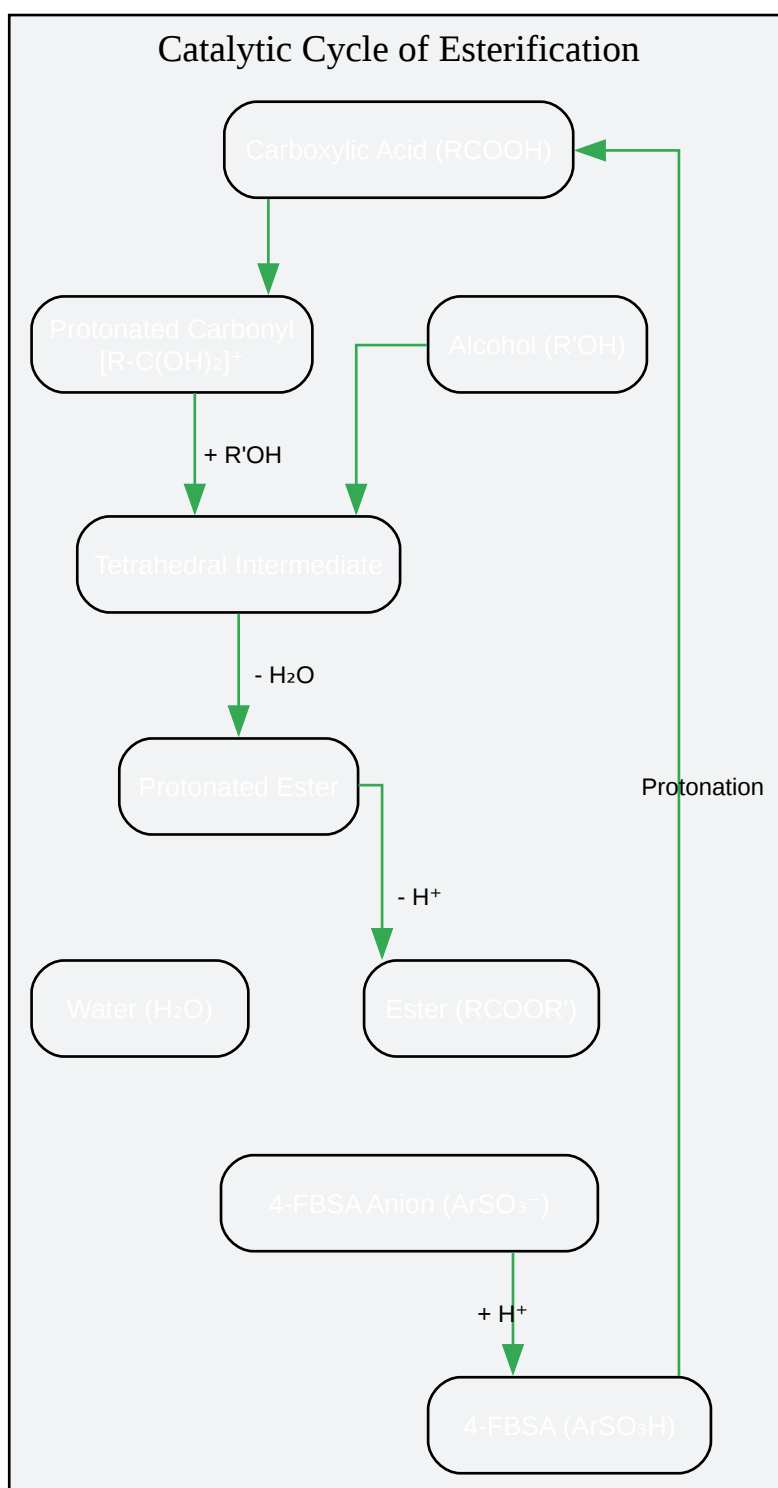 Catalytic Cycle of Esterification
Carboxylic Acid (RCOOH)
Protonated Carbonyl
[R-C(OH)₂]⁺
Alcohol (R'OH)
+ R'OH
Tetrahedral Intermediate
- H₂O
Protonated Ester
Protonation
- H⁺
Water (H₂O)
Ester (RCOOR')
4-FBSA Anion (ArSO₃⁻)
+ H⁺
4-FBSA (ArSO₃H)